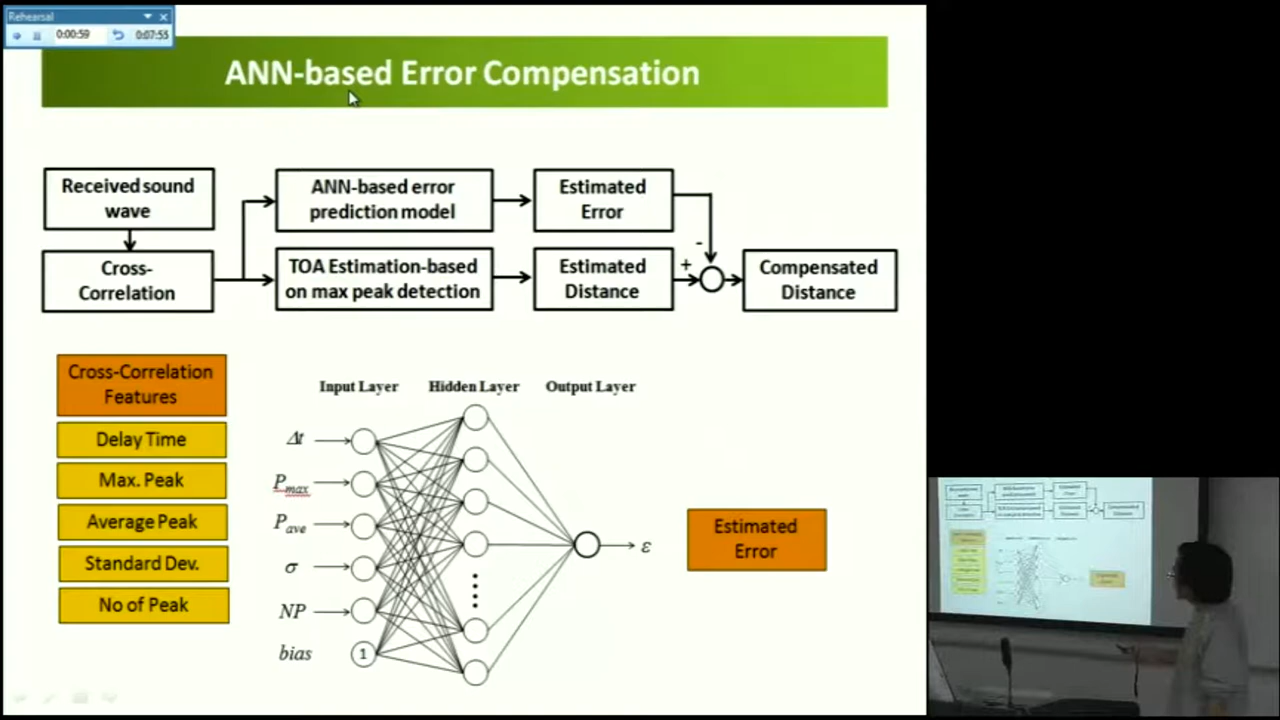 Rehearsal
0:00:59
0:07:55
ANN-based Error Compensation
Received sound
wave
ANN-based error
prediction model
Estimated
Error
-
Cross-
Correlation
TOA Estimation-based
on max peak detection
Estimated
Distance
+
Compensated
Distance
Cross-Correlation
Features
Delay Time
Max. Peak
Average Peak
Standard Dev.
No of Peak
Input Layer
Hidden Layer
Output Layer
Δt
Pmax
Pave
σ
NP
bias
1
ε
Estimated
Error